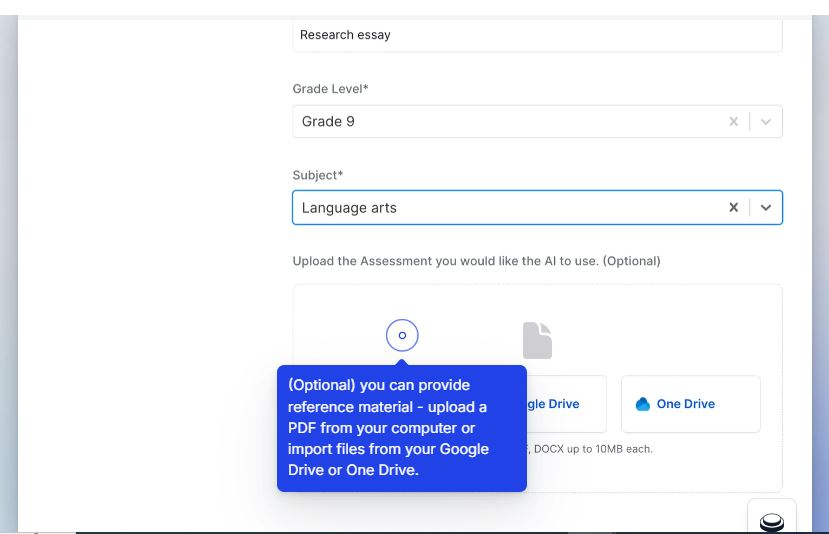 Research essay
Grade Level*
Grade 9
Subject*
Language arts
Upload the Assessment you would like the AI to use. (Optional)
(Optional) you can provide
reference material - upload a
PDF from your computer or
import files from your Google
Drive or One Drive.
gle Drive
One Drive
, DOCX up to 10MB each.